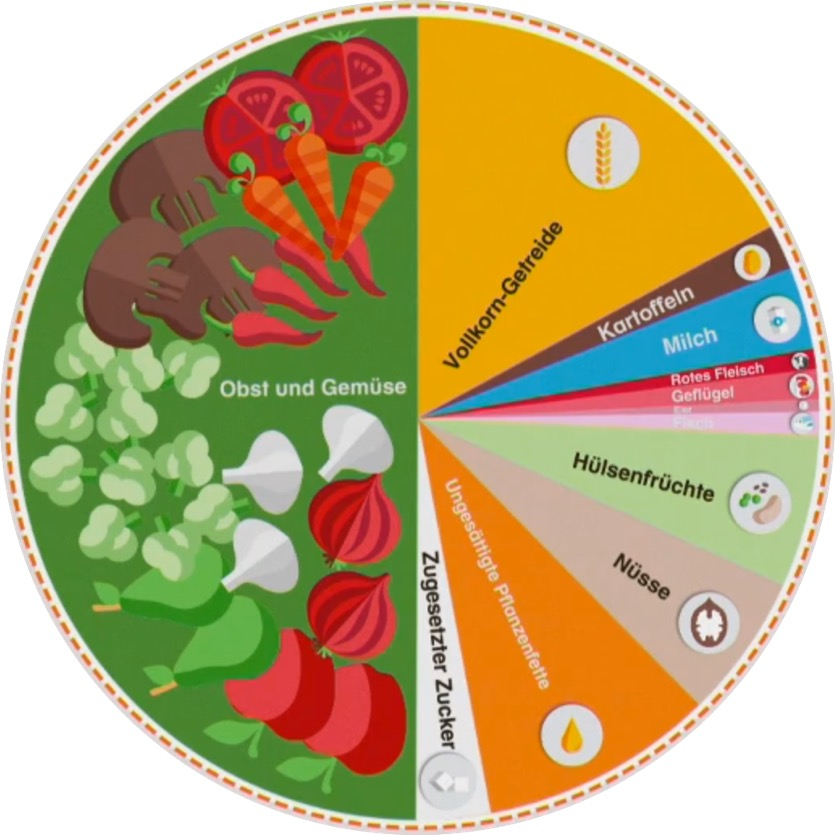 Vollkorn-Getreide
Kartoffeln
Milch
Rotes Fleisch
Geflügel
Eier
Fisch
Obst und Gemüse
Hülsenfrüchte
Nüsse
Ungesättigte Pflanzenfette
Zugesetzter Zucker